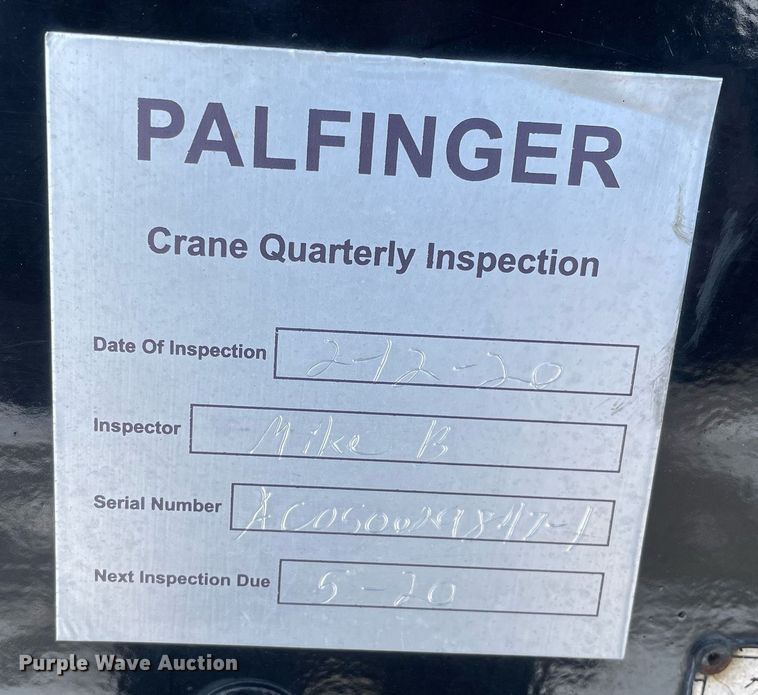 PALFINGER
Crane Quarterly Inspection
Date Of Inspection 2-12-20
Inspector Mike B
Serial Number
Next Inspection Due 5-20
Purple Wave Auction